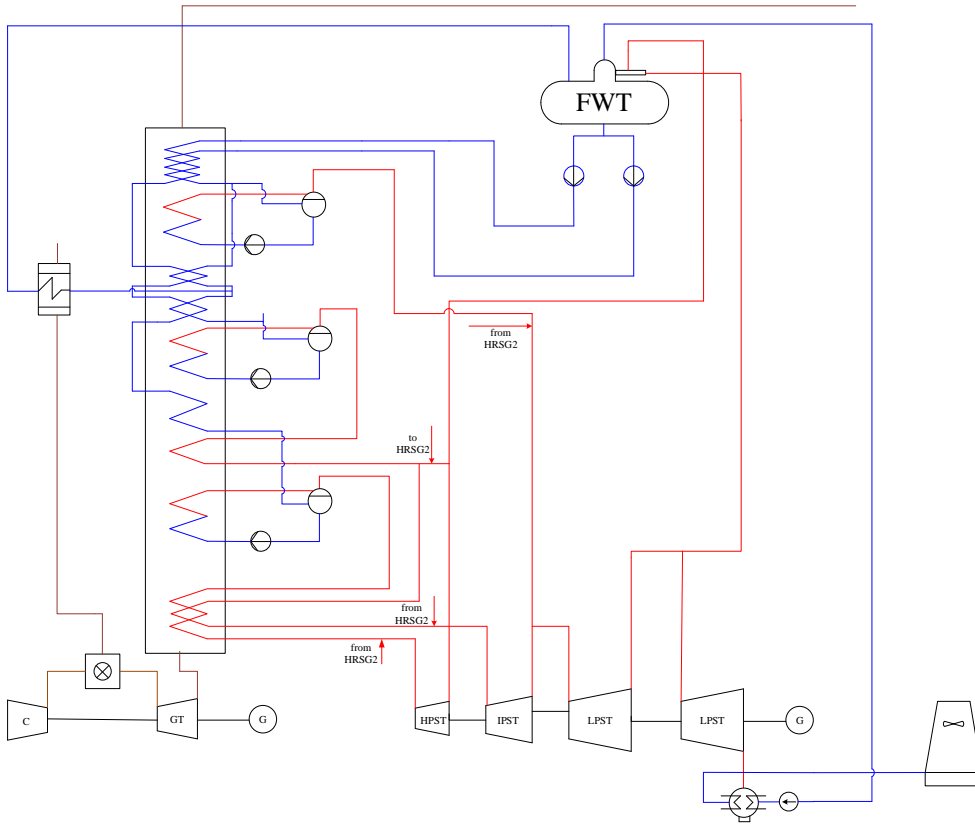 FWT
from
HRSG2
to
HRSG2
from
HRSG2
from
HRSG2
C
GT
G
HPST
IPST
LPST
LPST
G